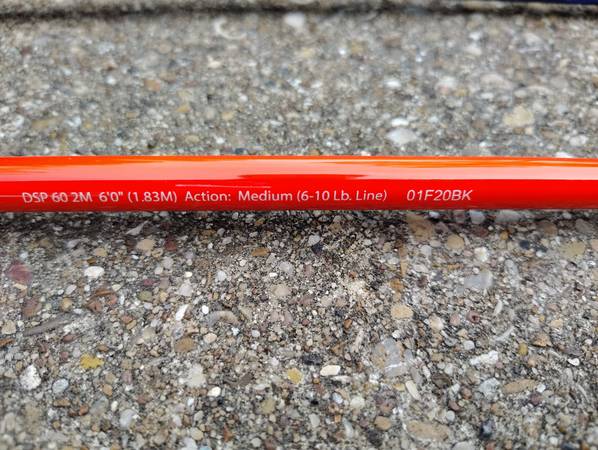 DSP 60 2M 6'0" (1.83M) Action: Medium (6-10 Lb. Line) 01F20BK